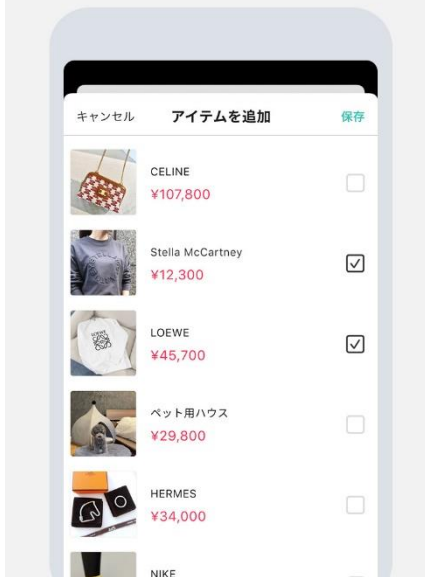 キャンセル アイテムを追加 保存
CELINE
¥107,800
Stella McCartney
¥12,300
LOEWE
¥45,700
ペット用ハウス
¥29,800
HERMES
¥34,000
NIKE